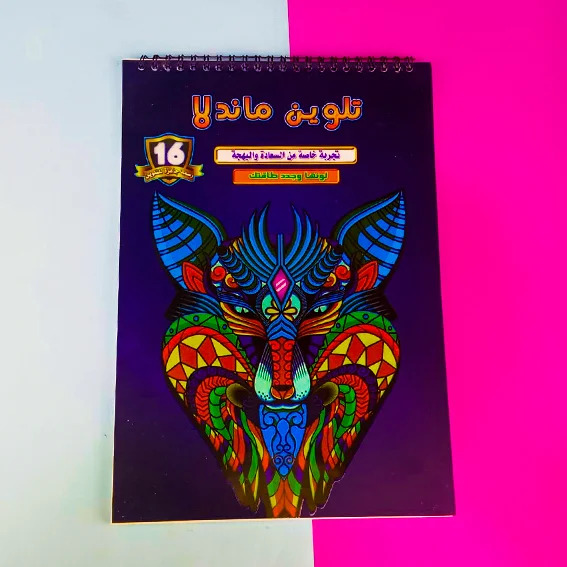 تلوين ماندلا
تجربة خاصة من السعادة والبهجة
لونها وجدد طاقتك
16